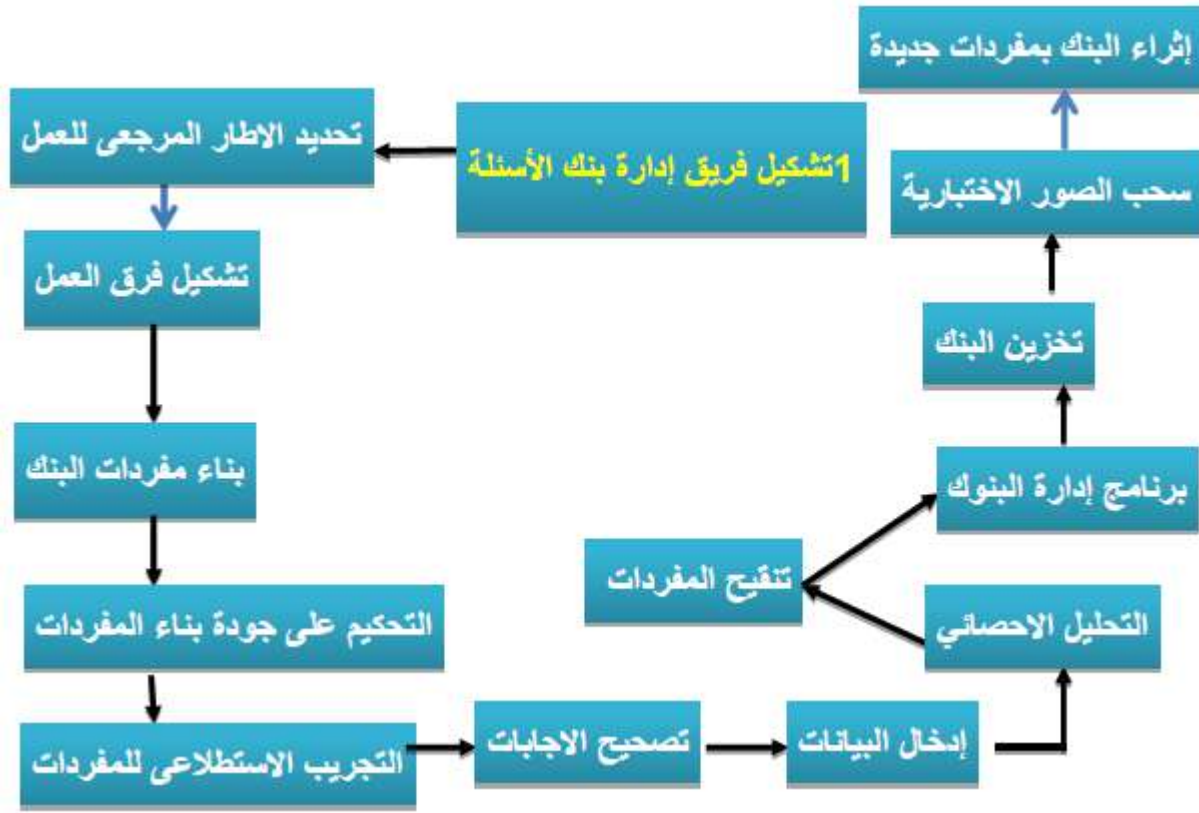 1تشكيل فريق إدارة بنك الأسئلة
تحديد الاطار المرجعى للعمل
تشكيل فرق العمل
بناء مفردات البنك
التحكيم على جودة بناء المفردات
التجريب الاستطلاعى للمفردات
تصحيح الاجابات
إدخال البيانات
التحليل الاحصائي
تنقيح المفردات
برنامج إدارة البنوك
تخزين البنك
سحب الصور الاختبارية
إثراء البنك بمفردات جديدة